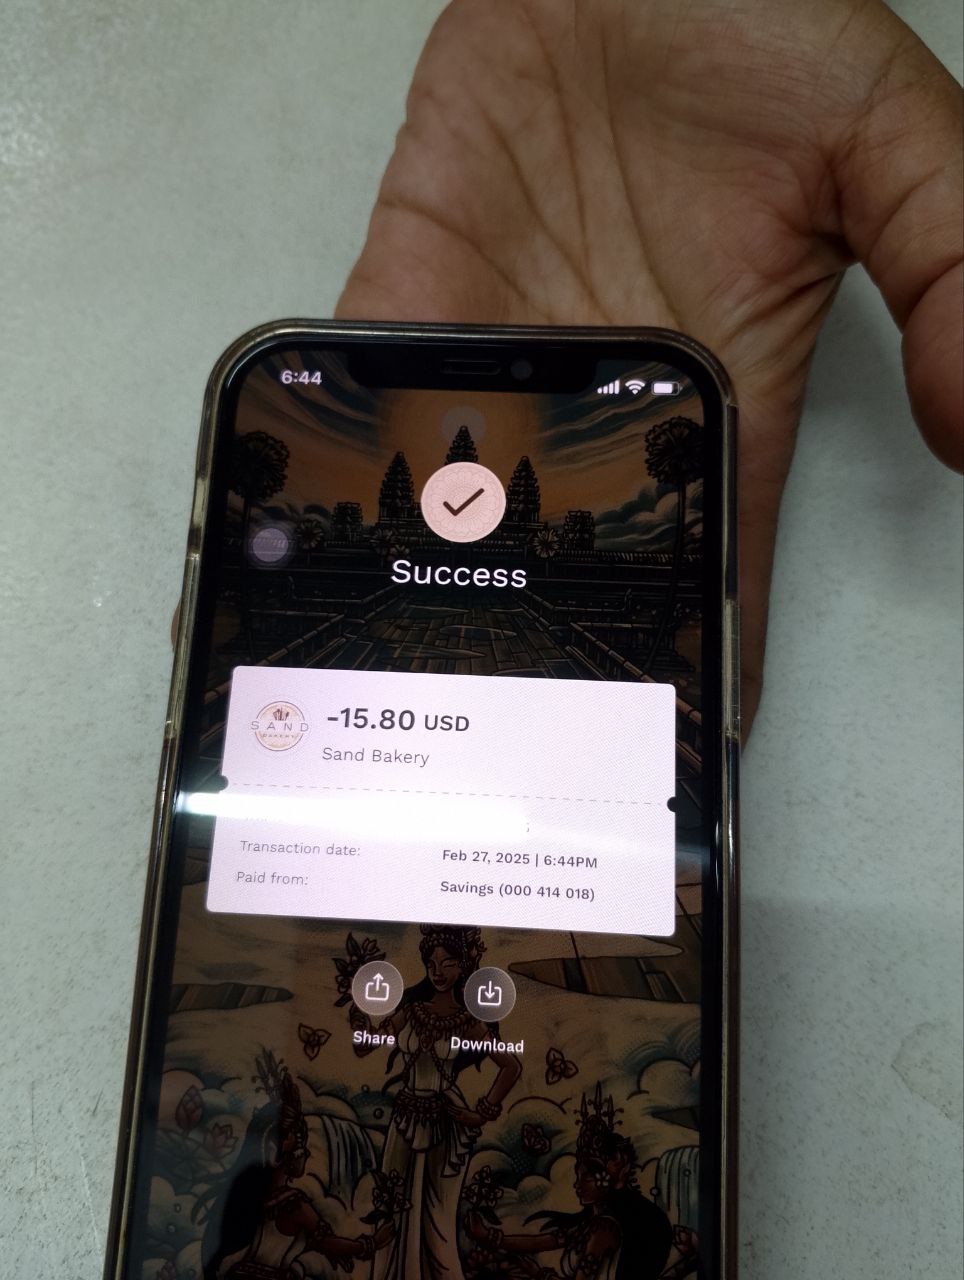 6:44
Success
SAND
BAKERY
-15.80 USD
Sand Bakery
Transaction date: Feb 27, 2025 | 6:44PM
Paid from: Savings (000 414 018)
Share Download